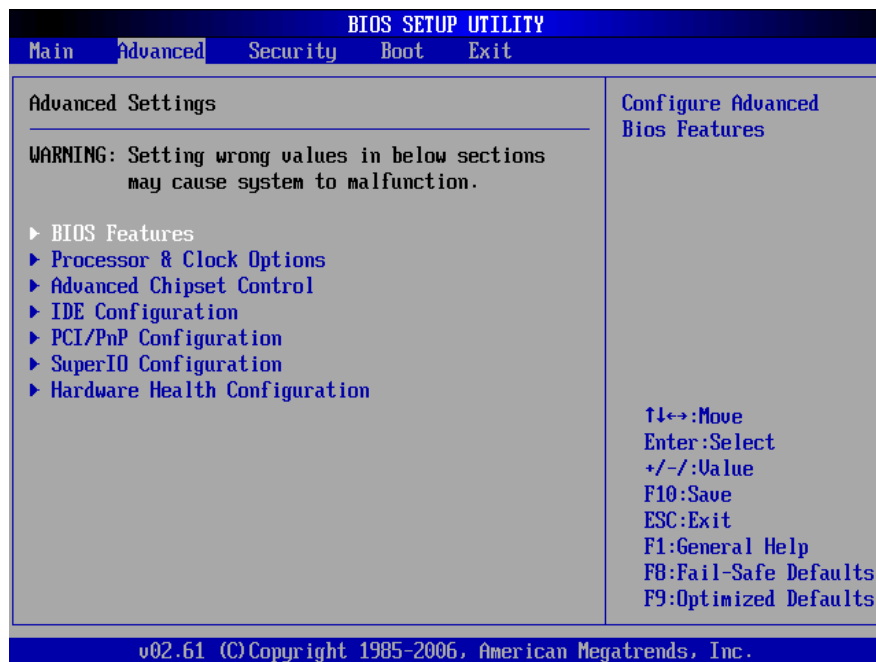 BIOS SETUP UTILITY
Main Advanced Security Boot Exit
Advanced Settings
WARNING: Setting wrong values in below sections
may cause system to malfunction.
▶ BIOS Features
▶ Processor & Clock Options
▶ Advanced Chipset Control
▶ IDE Configuration
▶ PCI/PnP Configuration
▶ SuperIO Configuration
▶ Hardware Health Configuration
Configure Advanced
Bios Features
↑↓←→:Move
Enter:Select
+/-/:Value
F10:Save
ESC:Exit
F1:General Help
F8:Fail-Safe Defaults
F9:Optimized Defaults
v02.61 (C)Copyright 1985-2006, American Megatrends, Inc.